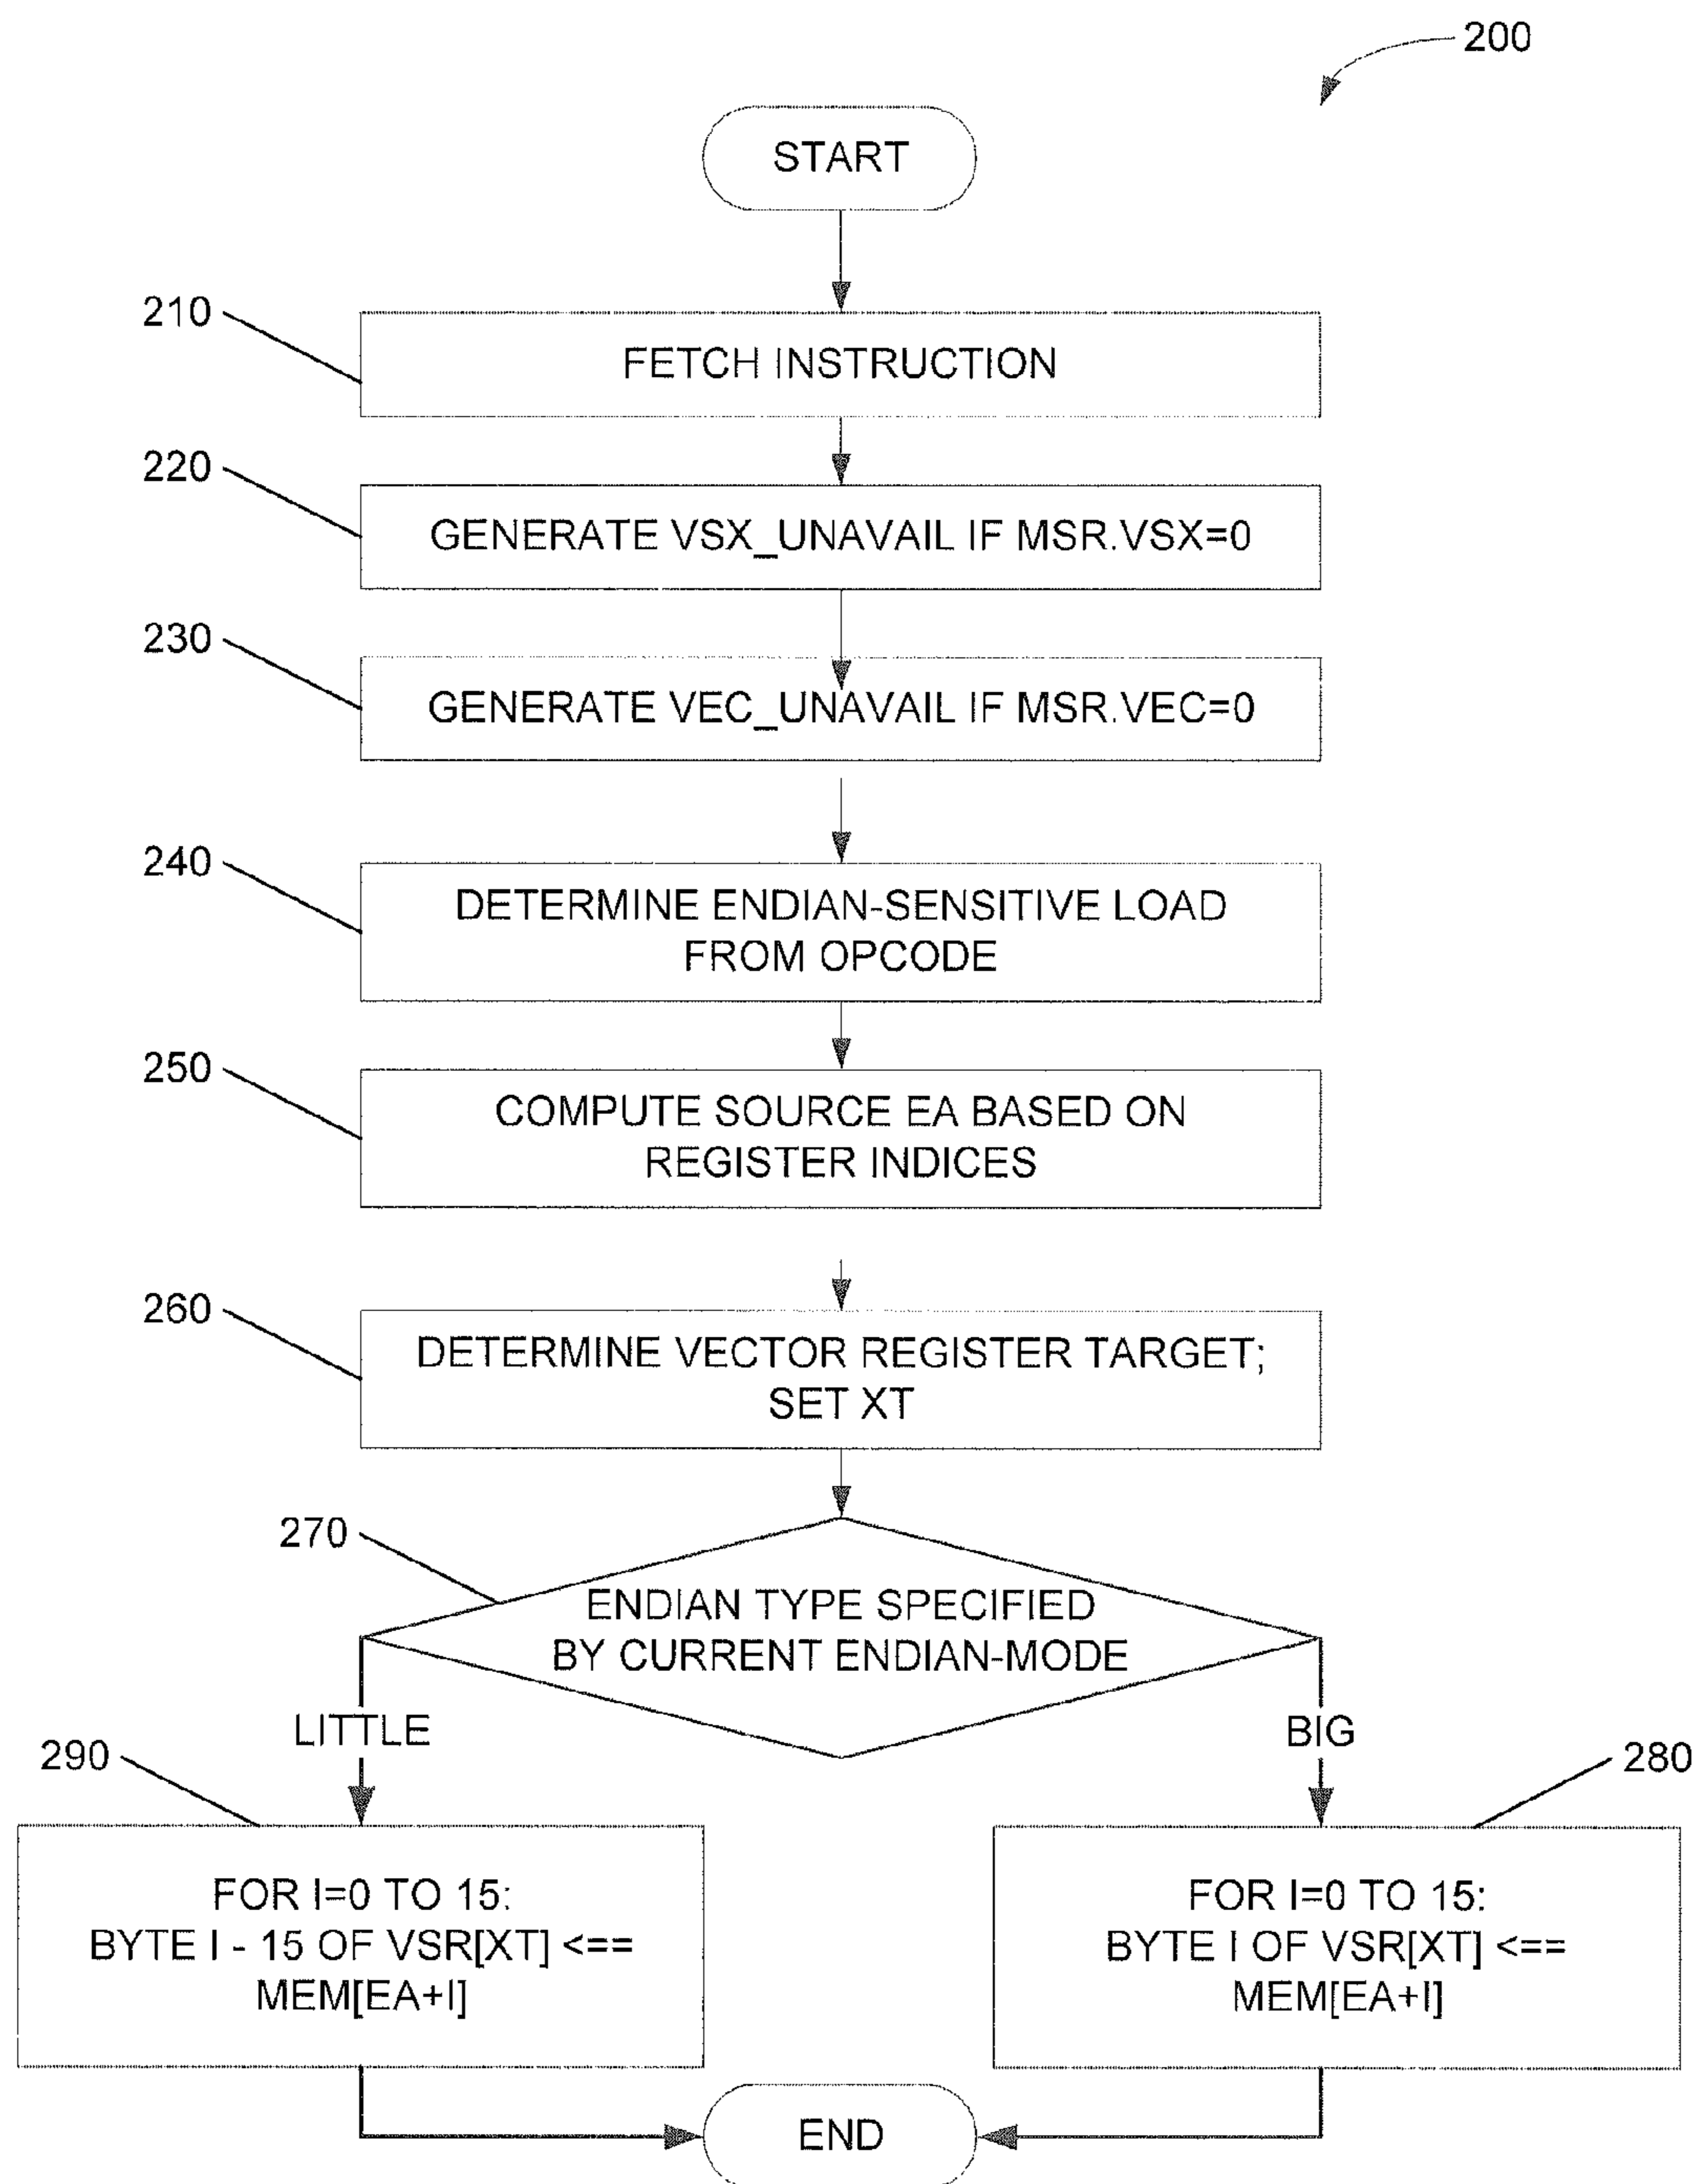 200
START
210
FETCH INSTRUCTION
220
GENERATE VSX_UNAVAIL IF MSR.VSX=0
230
GENERATE VEC_UNAVAIL IF MSR.VEC=0
240
DETERMINE ENDIAN-SENSITIVE LOAD
FROM OPCODE
250
COMPUTE SOURCE EA BASED ON
REGISTER INDICES
260
DETERMINE VECTOR REGISTER TARGET;
SET XT
270
ENDIAN TYPE SPECIFIED
BY CURRENT ENDIAN-MODE
LITTLE
BIG
290
FOR I=0 TO 15:
BYTE I - 15 OF VSR[XT] <==
MEM[EA+I]
280
FOR I=0 TO 15:
BYTE I OF VSR[XT] <==
MEM[EA+I]
END